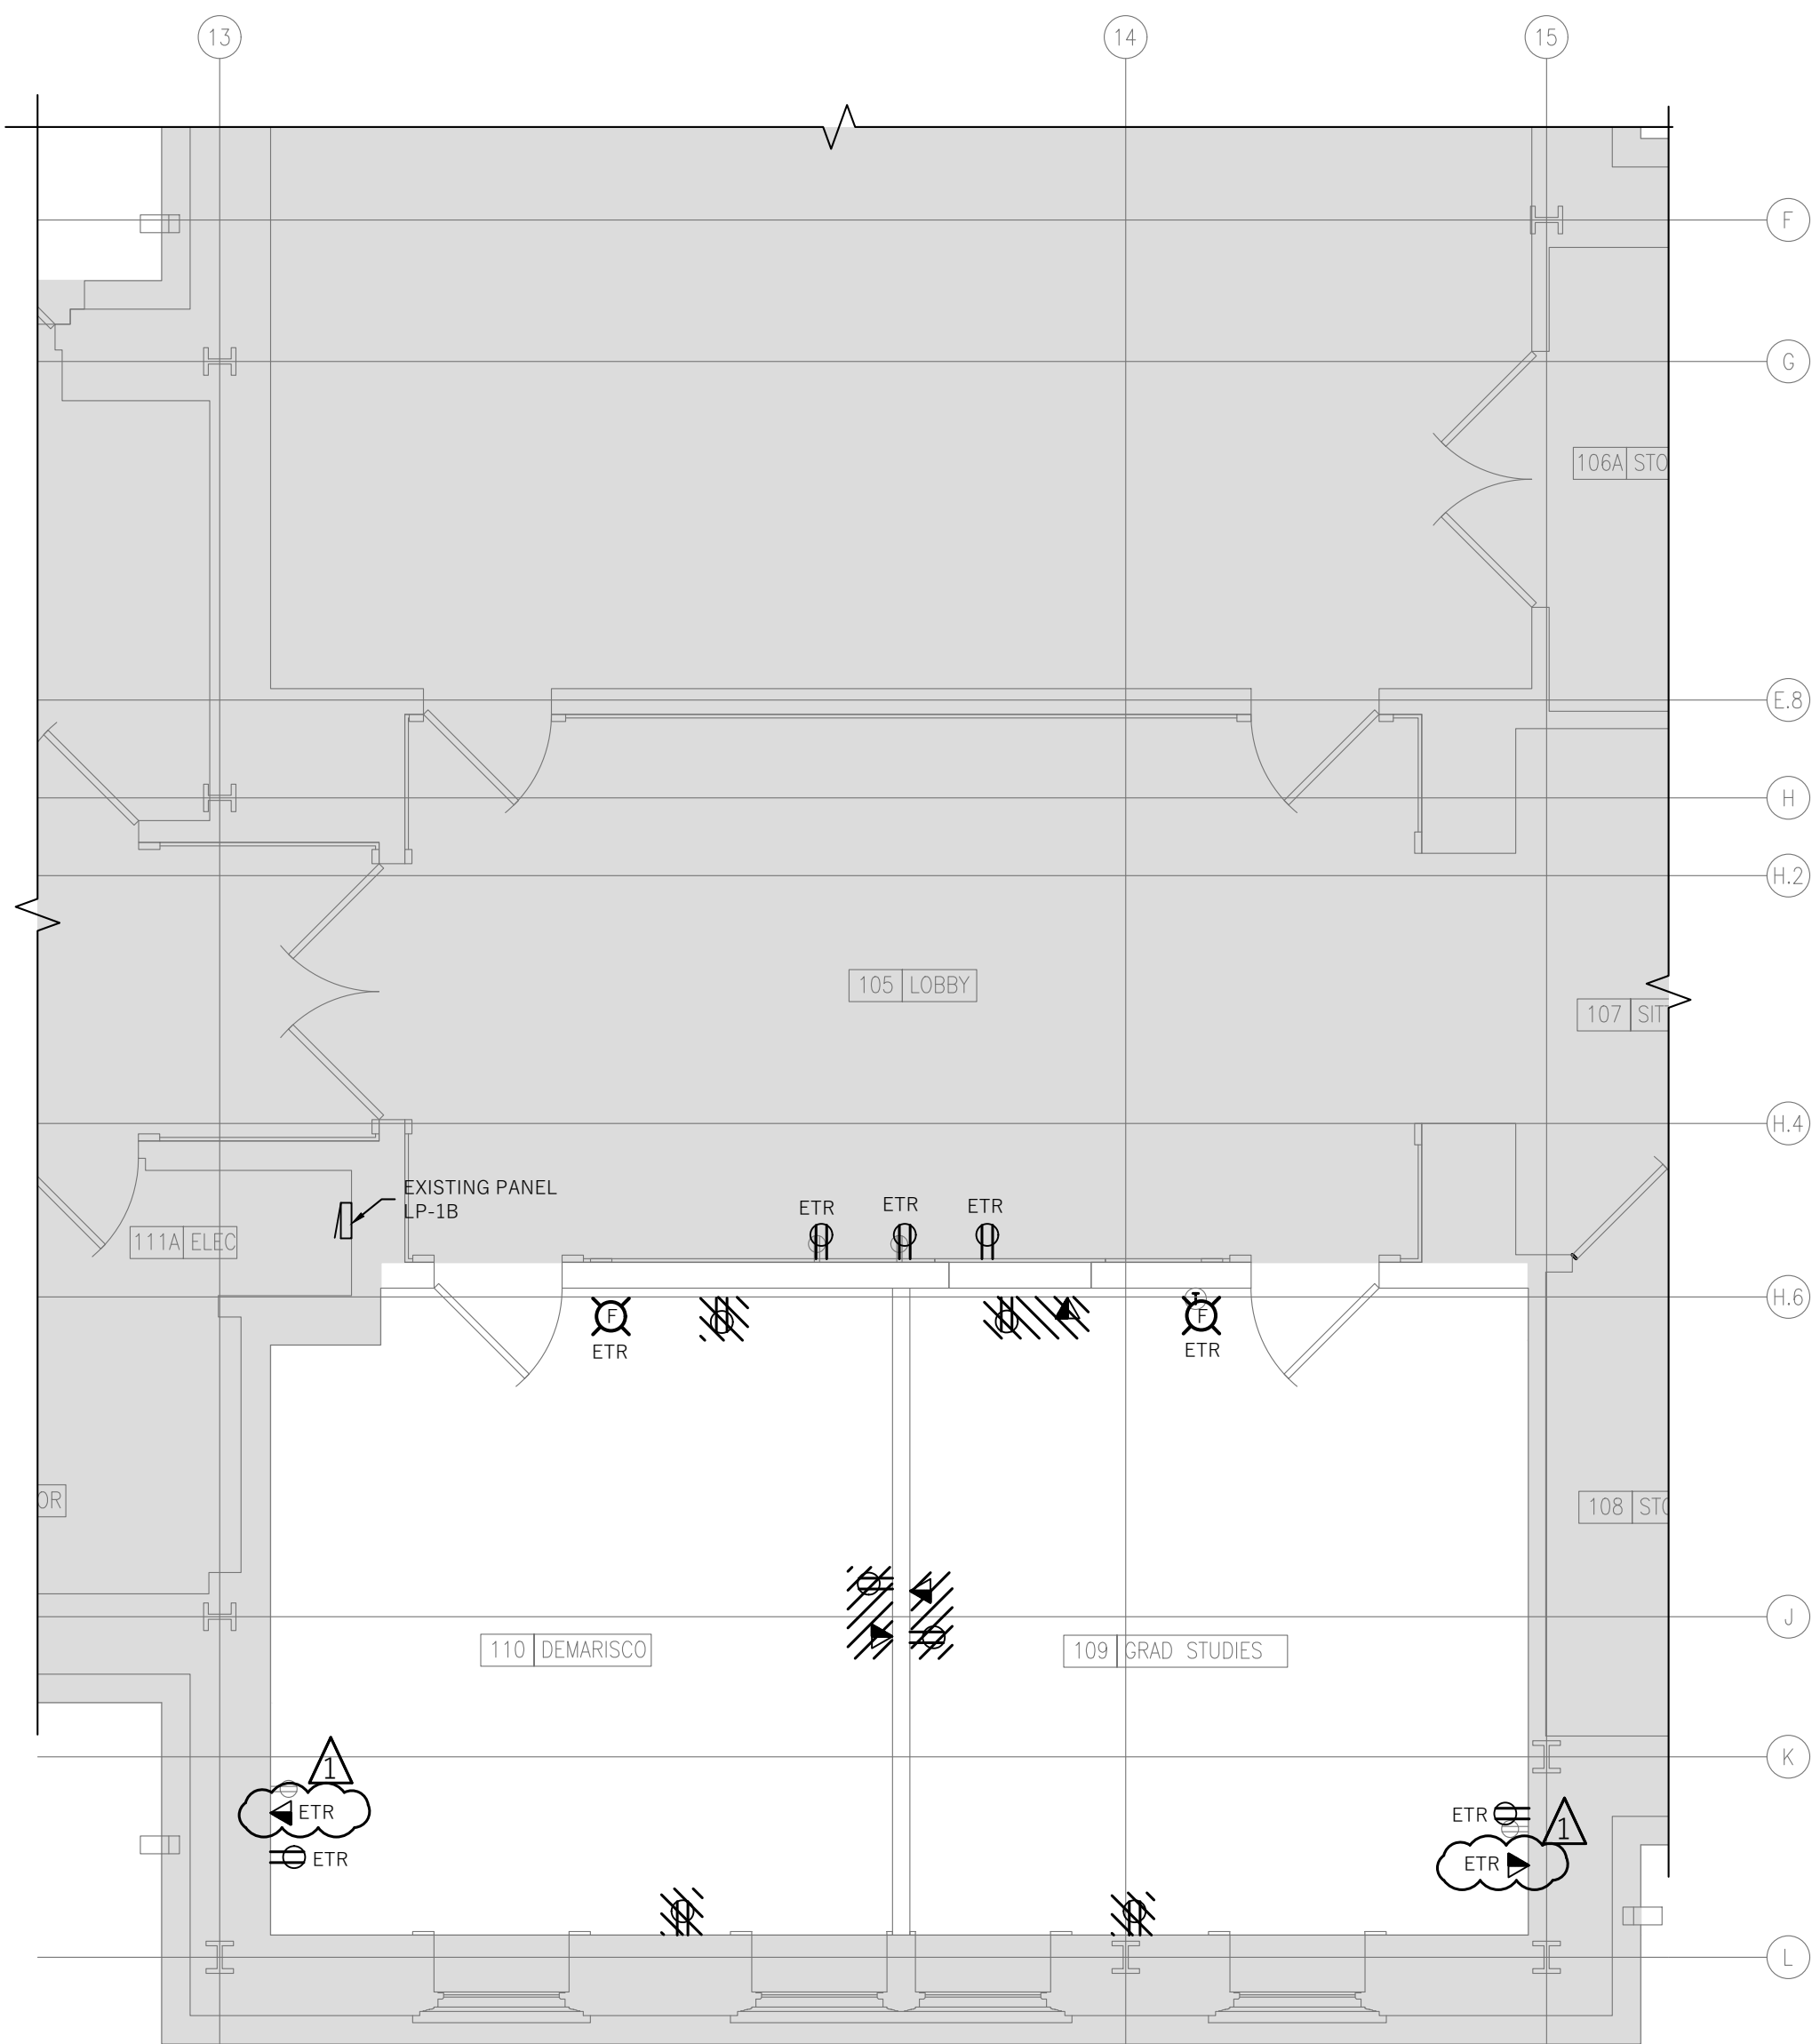 13
14
15
F
G
106A STO
E.8
H
H.2
105 LOBBY
107 SIT
H.4
EXISTING PANEL
LP-1B
ETR
ETR
ETR
111A ELEC
H.6
F
ETR
F
ETR
OR
108 STO
J
110 DEMARISCO
109 GRAD STUDIES
K
1
ETR
ETR
ETR
1
ETR
L